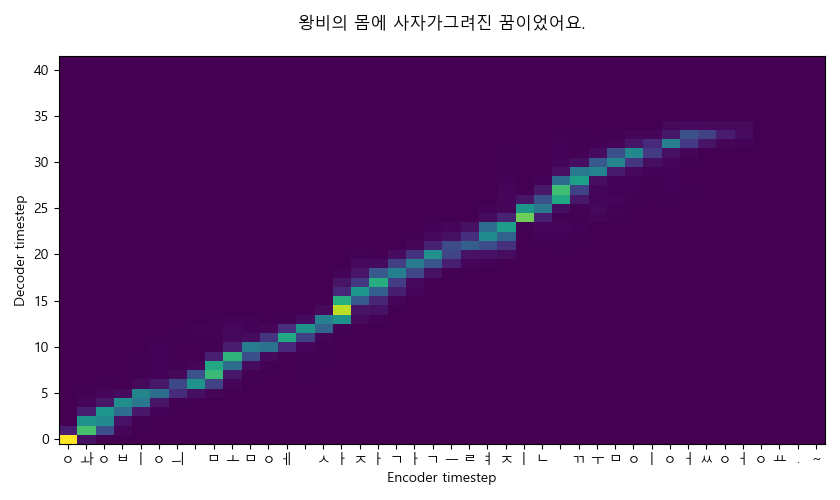 왕비의 몸에 사자가그려진 꿈이었어요.
40
35
30
25
20
15
10
5
0
Decoder timestep
ㅇ ㅘ ㅇ ㅂ ㅣ ㅇ ㅢ ㅁ ㅗ ㅁ ㅇ ㅔ ㅅ ㅏ ㅈ ㅏ ㄱ ㅏ ㄱ ㅡ ㄹ ㅕ ㅈ ㅣ ㄴ ㄲ ㅜ ㅁ ㅇ ㅣ ㅇ ㅓ ㅆ ㅇ ㅓ ㅇ ㅛ . ~
Encoder timestep